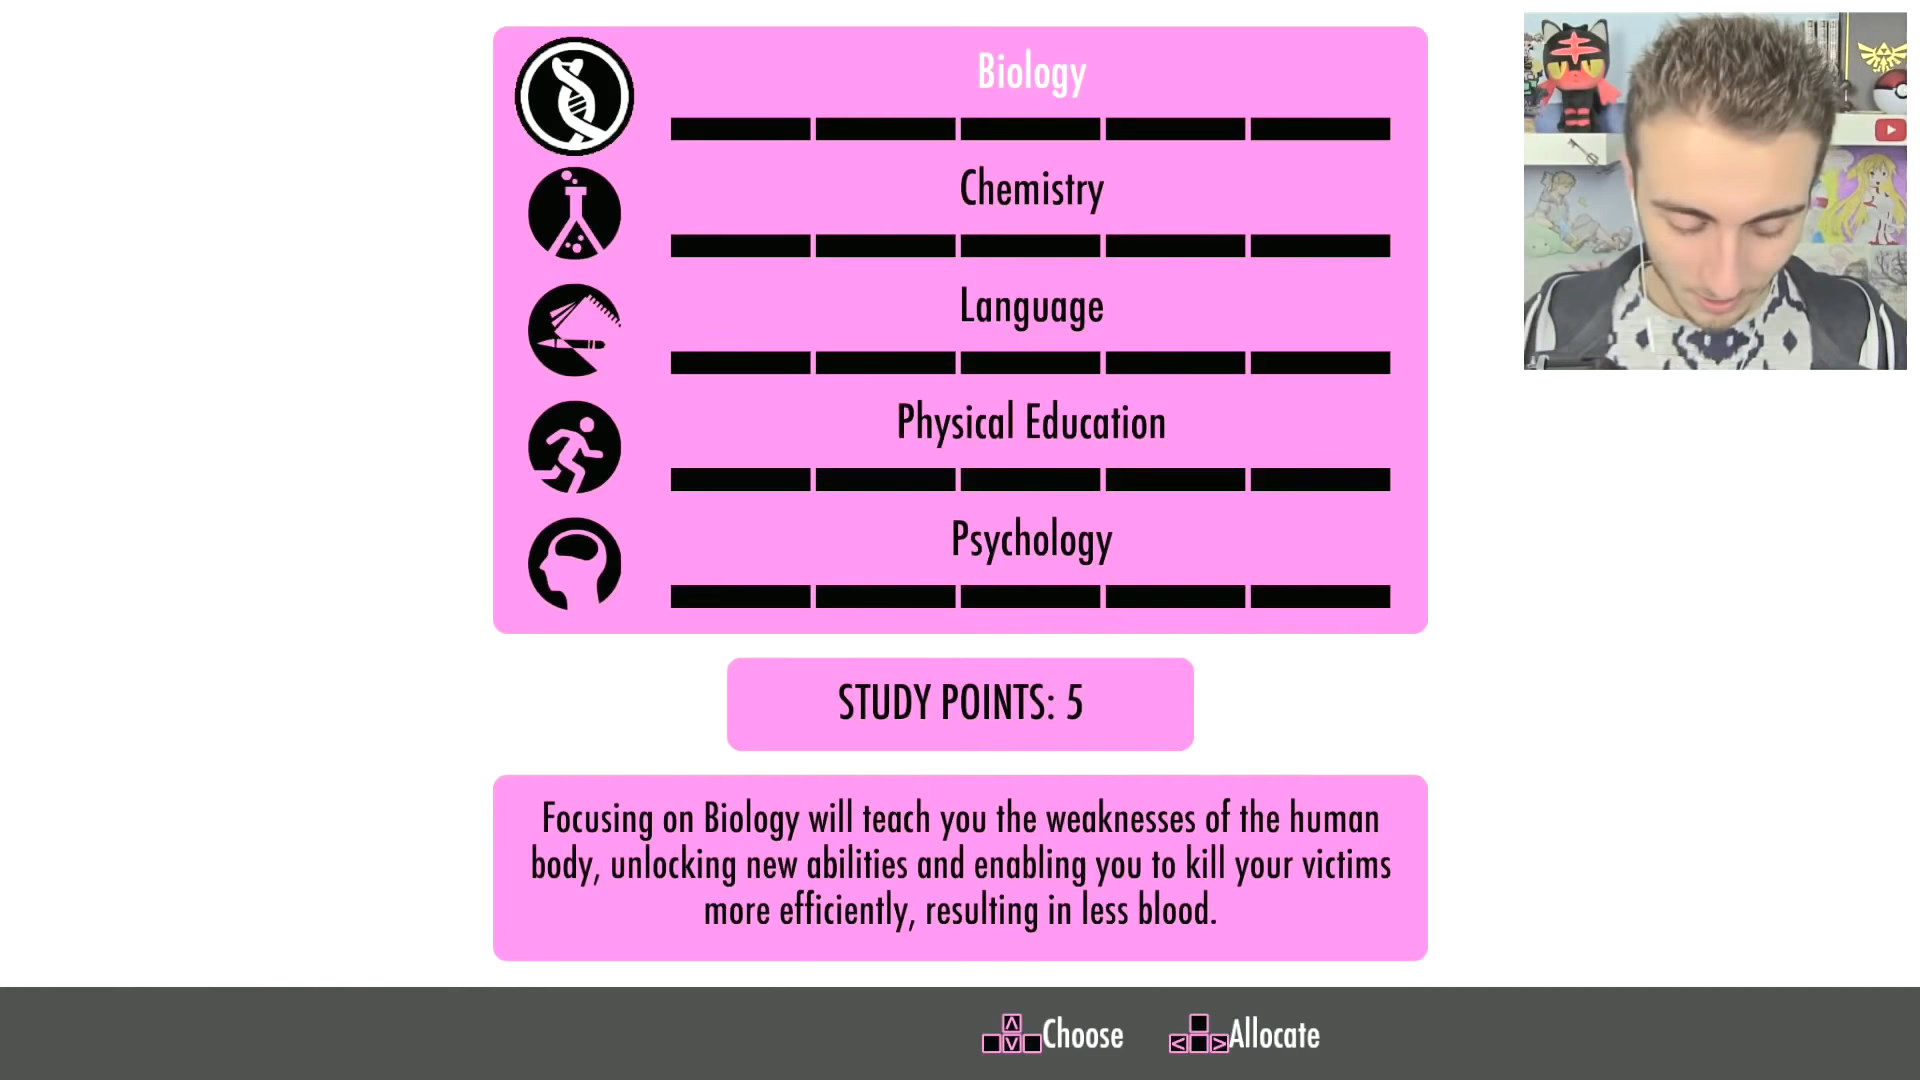 Biology
Chemistry
Language
Physical Education
Psychology
STUDY POINTS: 5
Focusing on Biology will teach you the weaknesses of the human
body, unlocking new abilities and enabling you to kill your victims
more efficiently, resulting in less blood.
Choose
Allocate